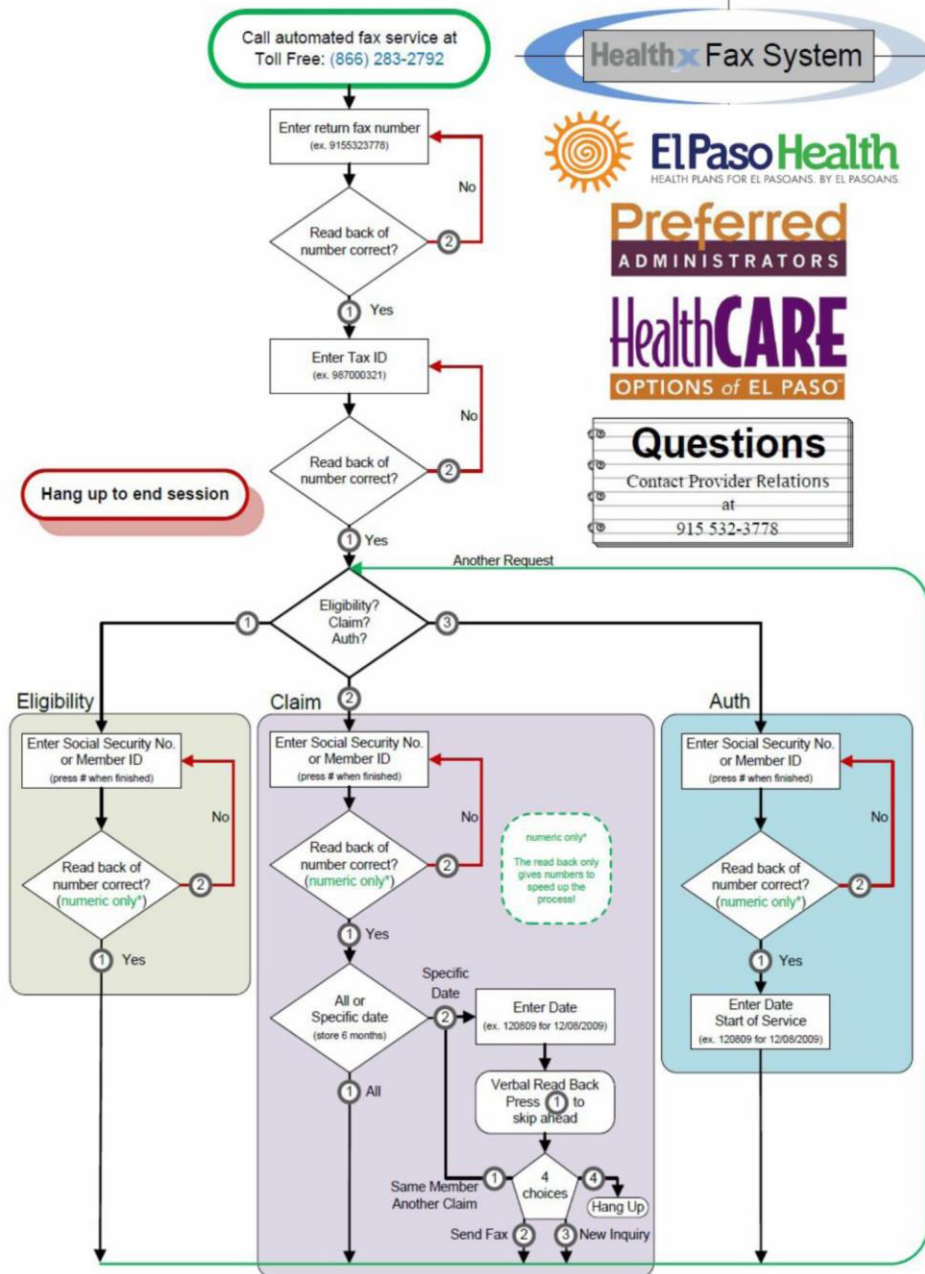 Call automated fax service at
Toll Free: (866) 283-2792
Healthx Fax System
Enter return fax number
(ex. 9155323778)
No
Read back of
number correct?
2
1
Yes
El Paso Health
HEALTH PLANS FOR EL PASOANS. BY EL PASOANS.
Preferred
ADMINISTRATORS
HealthCARE
OPTIONS of EL PASO
Enter Tax ID
(ex. 987000321)
No
Read back of
number correct?
2
1
Yes
Questions
Contact Provider Relations
at
915 532-3778
Hang up to end session
Another Request
Eligibility?
Claim?
Auth?
1
3
2
Eligibility
Enter Social Security No.
or Member ID
(press # when finished)
No
Read back of
number correct?
(numeric only*)
2
1
Yes
Claim
Enter Social Security No.
or Member ID
(press # when finished)
No
Read back of
number correct?
(numeric only*)
2
1
Yes
numeric only*
The read back only
gives numbers to
speed up the
process!
All or
Specific date
(store 6 months)
Specific
Date
2
1
All
Enter Date
(ex. 120809 for 12/08/2009)
Verbal Read Back
Press 1 to
skip ahead
4
choices
1
Same Member
Another Claim
4
Hang Up
Send Fax
2
3
New Inquiry
Auth
Enter Social Security No.
or Member ID
(press # when finished)
No
Read back of
number correct?
(numeric only*)
2
1
Yes
Enter Date
Start of Service
(ex. 120809 for 12/08/2009)